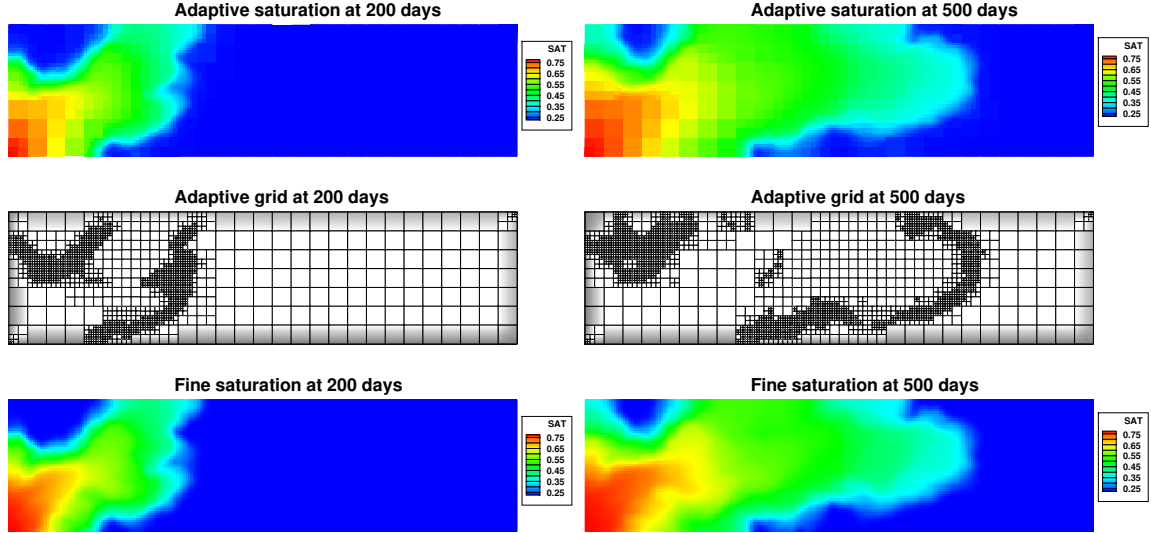 Adaptive saturation at 200 days
Adaptive saturation at 500 days
SAT
0.75
0.65
0.55
0.45
0.35
0.25
SAT
0.75
0.65
0.55
0.45
0.35
0.25
Adaptive grid at 200 days
Adaptive grid at 500 days
Fine saturation at 200 days
Fine saturation at 500 days
SAT
0.75
0.65
0.55
0.45
0.35
0.25
SAT
0.75
0.65
0.55
0.45
0.35
0.25